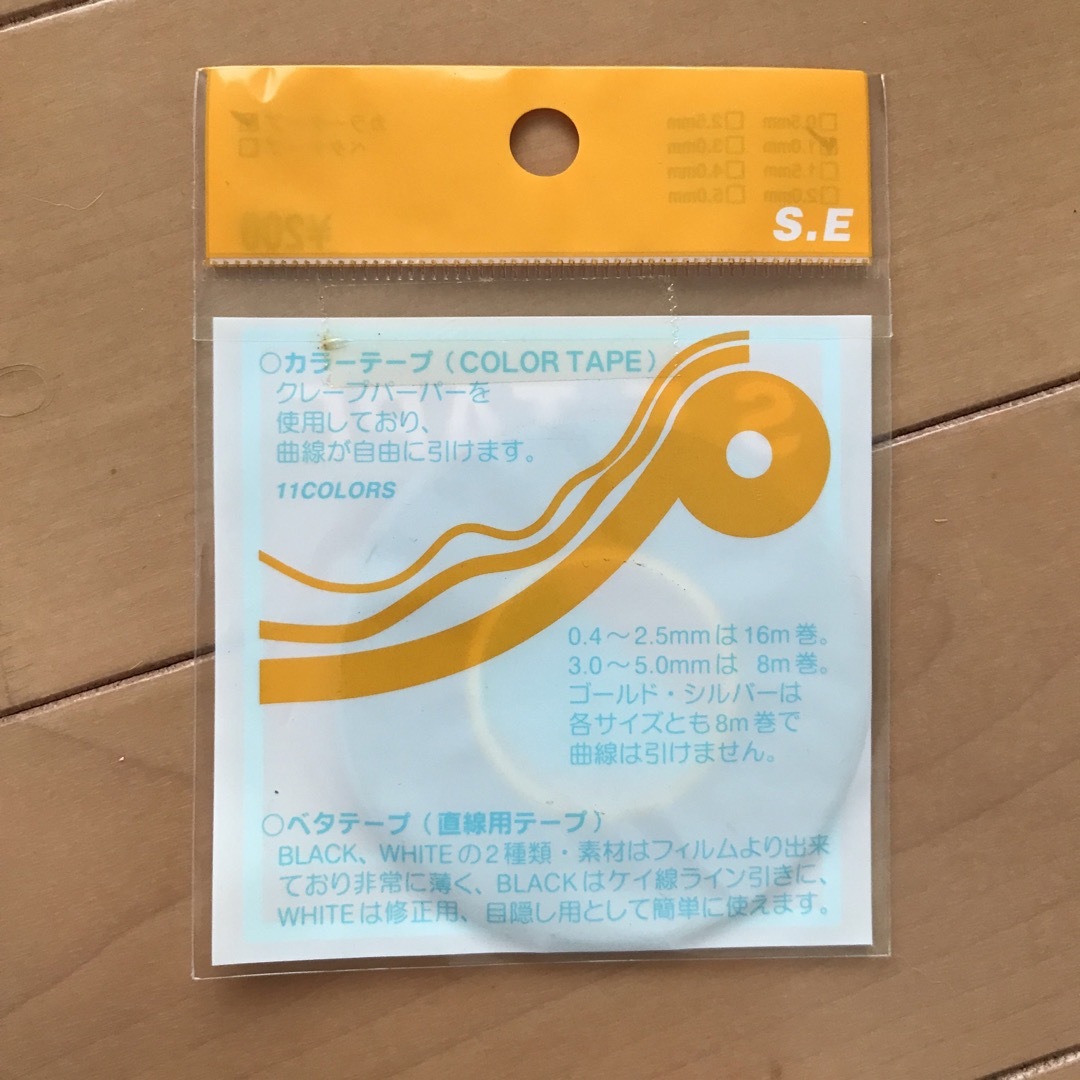 S.E
○カラーテープ（COLOR TAPE）
クレープパーパーを
使用しており、
曲線が自由に引けます。
11COLORS
0.4～2.5mmは16m巻。
3.0～5.0mmは 8m巻。
ゴールド・シルバーは
各サイズとも8m巻で
曲線は引けません。
○ベタテープ（直線用テープ）
BLACK、WHITEの2種類・素材はフィルムより出来
ており非常に薄く、BLACKはケイ線ライン引きに、
WHITEは修正用、目隠し用として簡単に使えます。